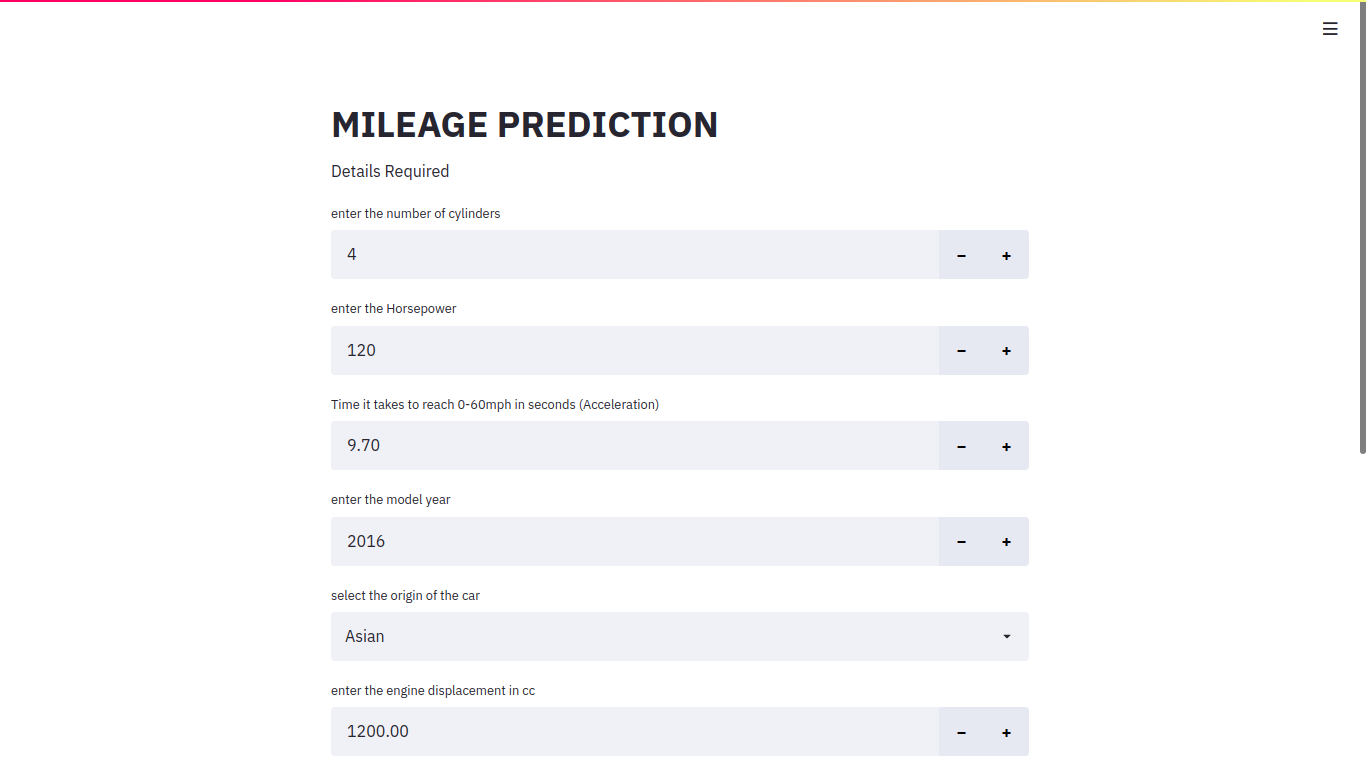 MILEAGE PREDICTION
Details Required
enter the number of cylinders
4
enter the Horsepower
120
Time it takes to reach 0-60mph in seconds (Acceleration)
9.70
enter the model year
2016
select the origin of the car
Asian
enter the engine displacement in cc
1200.00